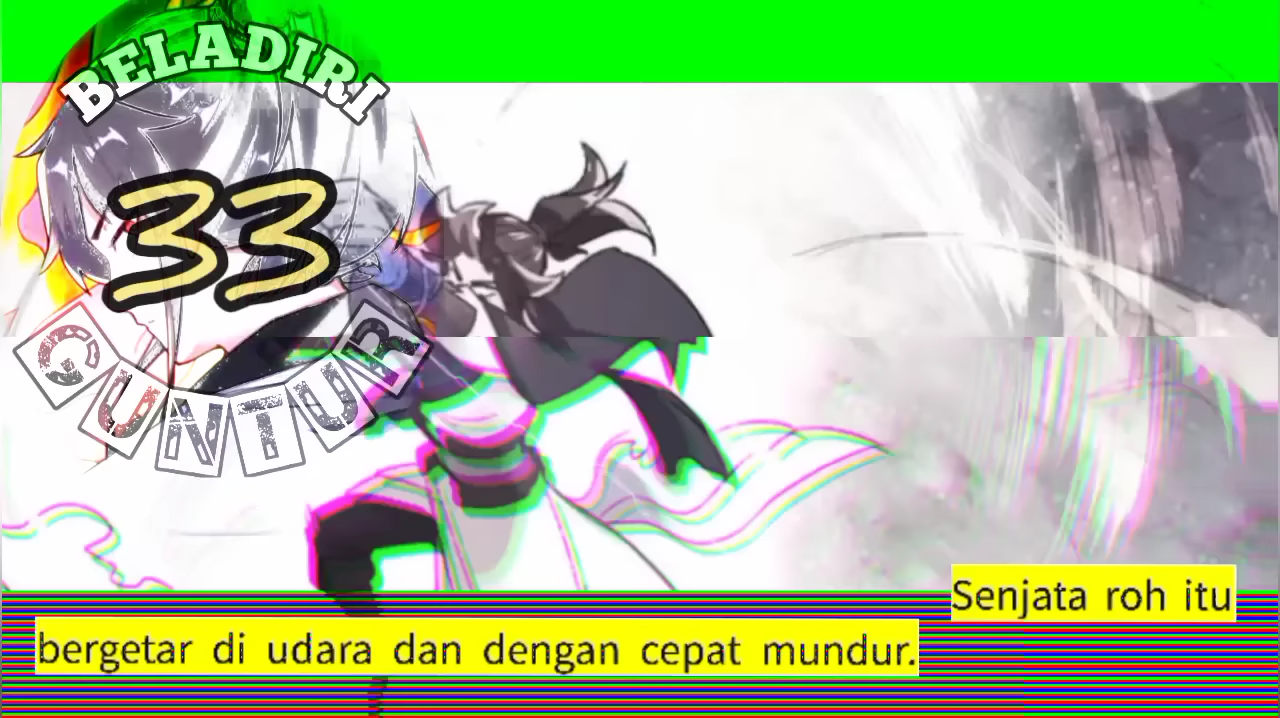 BELADIRI
33
GUNTUR
Senjata roh itu
bergetar di udara dan dengan cepat mundur.